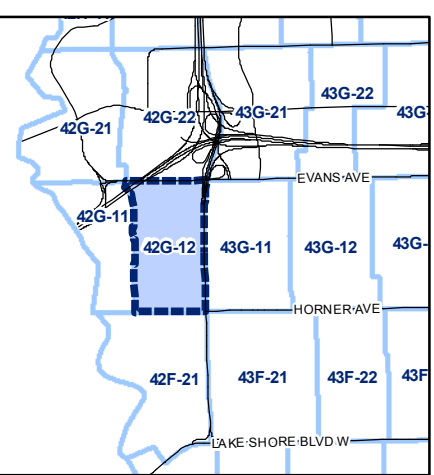 43G-22
42G-22
43G-21
43G-
42G-21
EVANS AVE
42G-11
42G-12
43G-11
43G-12
43G-
HORNER AVE
42F-21
43F-21
43F-22
43F
LAKE SHORE BLVD W